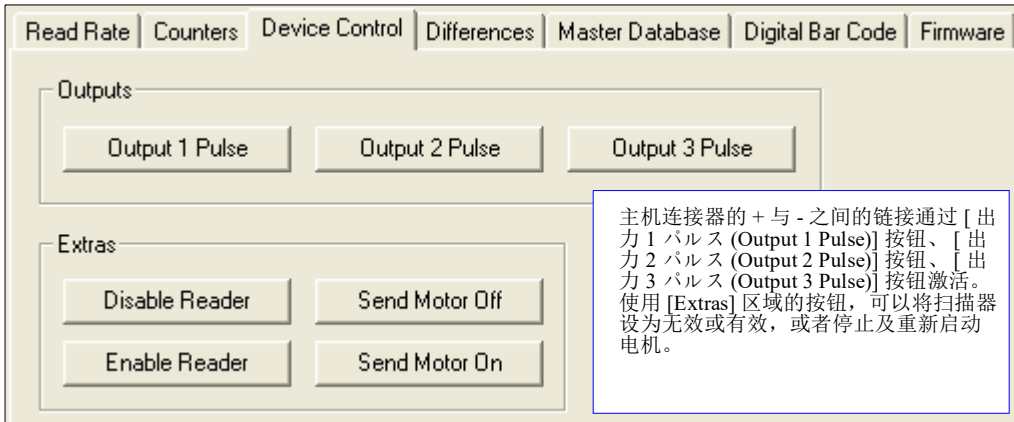 Read Rate Counters Device Control Differences Master Database Digital Bar Code Firmware
Outputs
Output 1 Pulse Output 2 Pulse Output 3 Pulse
Extras
Disable Reader Send Motor Off
Enable Reader Send Motor On
主机连接器的 + 与 - 之间的链接通过 [ 出
力 1 パルス (Output 1 Pulse)] 按钮、 [ 出
力 2 パルス (Output 2 Pulse)] 按钮、 [ 出
力 3 パルス (Output 3 Pulse)] 按钮激活。
使用 [Extras] 区域的按钮，可以将扫描器
设为无效或有效，或者停止及重新启动
电机。